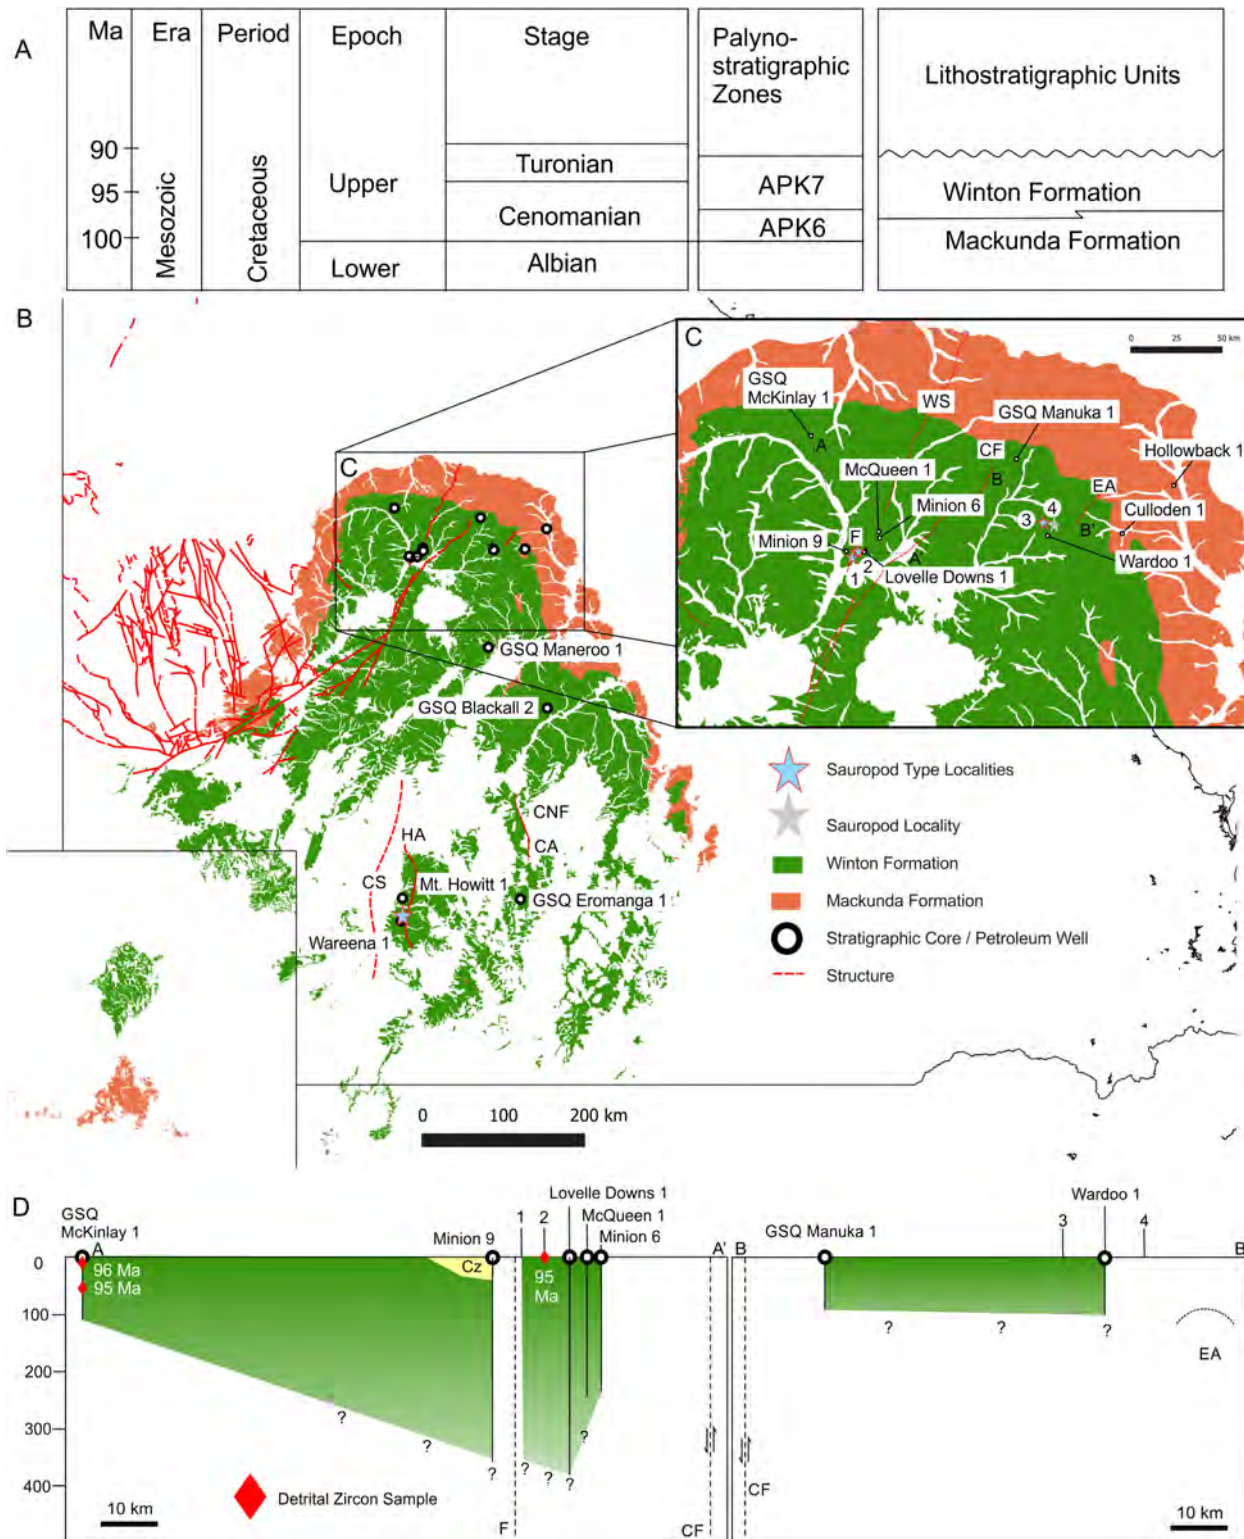 A
Ma
Era
Period
Epoch
Stage
Palyno-
stratigraphic
Zones
Lithostratigraphic Units
90
95
100
Mesozoic
Cretaceous
Upper
Lower
Turonian
Cenomanian
Albian
APK7
APK6
Winton Formation
Mackunda Formation
B
C
GSQ Maneroo 1
GSQ Blackall 2
CNF
CA
HA
CS
Mt. Howitt 1
GSQ Eromanga 1
Wareena 1
0 100 200 km
C
0 25 50 km
GSQ
McKinlay 1
A
WS
GSQ Manuka 1
CF
B
McQueen 1
Hollowback 1
EA
Minion 6
3 4
Culloden 1
B'
Minion 9
F
A'
Wardoo 1
1 2
Lovelle Downs 1
Sauropod Type Localities
Sauropod Locality
Winton Formation
Mackunda Formation
Stratigraphic Core / Petroleum Well
Structure
D
GSQ
McKinlay 1
A
Minion 9
1
2
Lovelle Downs 1
McQueen 1
Minion 6
A'
B
GSQ Manuka 1
3
Wardoo 1
4
B'
0
100
200
300
400
96 Ma
95 Ma
Cz
95
Ma
? ? ?
? ? ? ?
? ? ?
EA
F
CF
CF
Detrital Zircon Sample
10 km
10 km